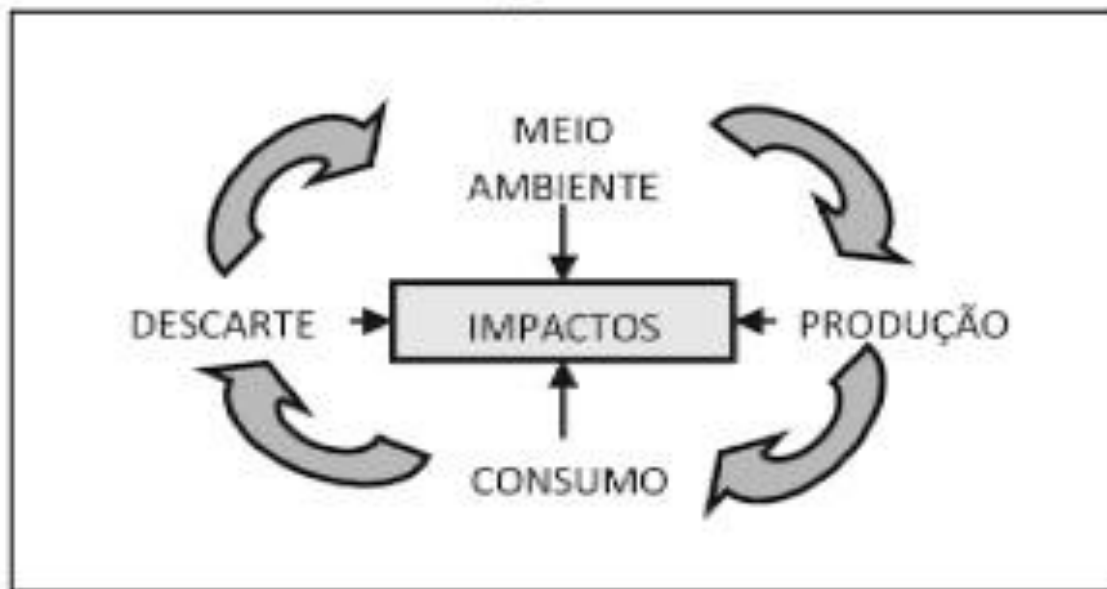 MEIO
AMBIENTE
DESCARTE
IMPACTOS
PRODUÇÃO
CONSUMO